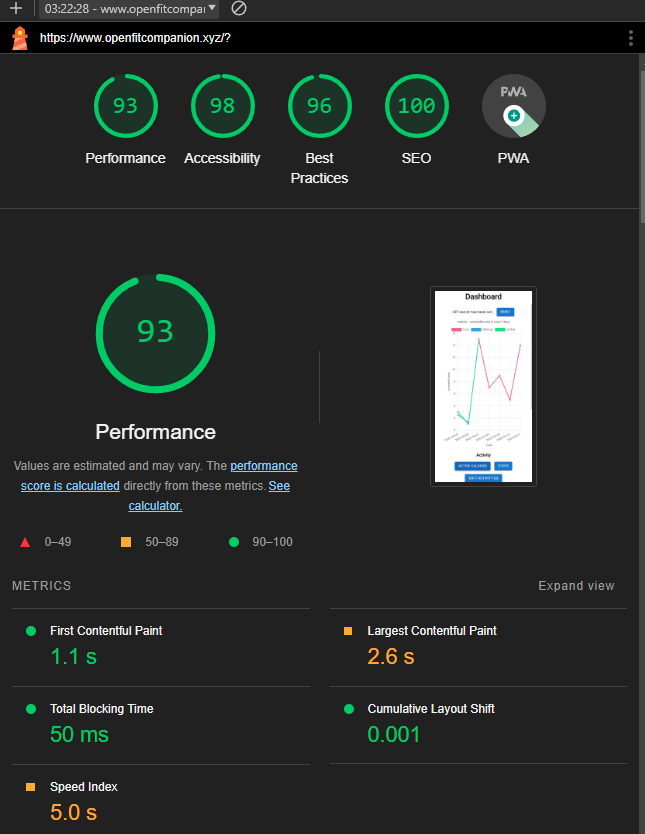 03:22:28 - www.openfitcompan
https://www.openfitcompanion.xyz/?
93
98
96
100
PWA
Performance
Accessibility
Best
Practices
SEO
PWA
93
Performance
Values are estimated and may vary. The performance
score is calculated directly from these metrics. See
calculator.
0–49
50–89
90–100
Dashboard
Activity
METRICS
Expand view
First Contentful Paint
1.1 s
Largest Contentful Paint
2.6 s
Total Blocking Time
50 ms
Cumulative Layout Shift
0.001
Speed Index
5.0 s